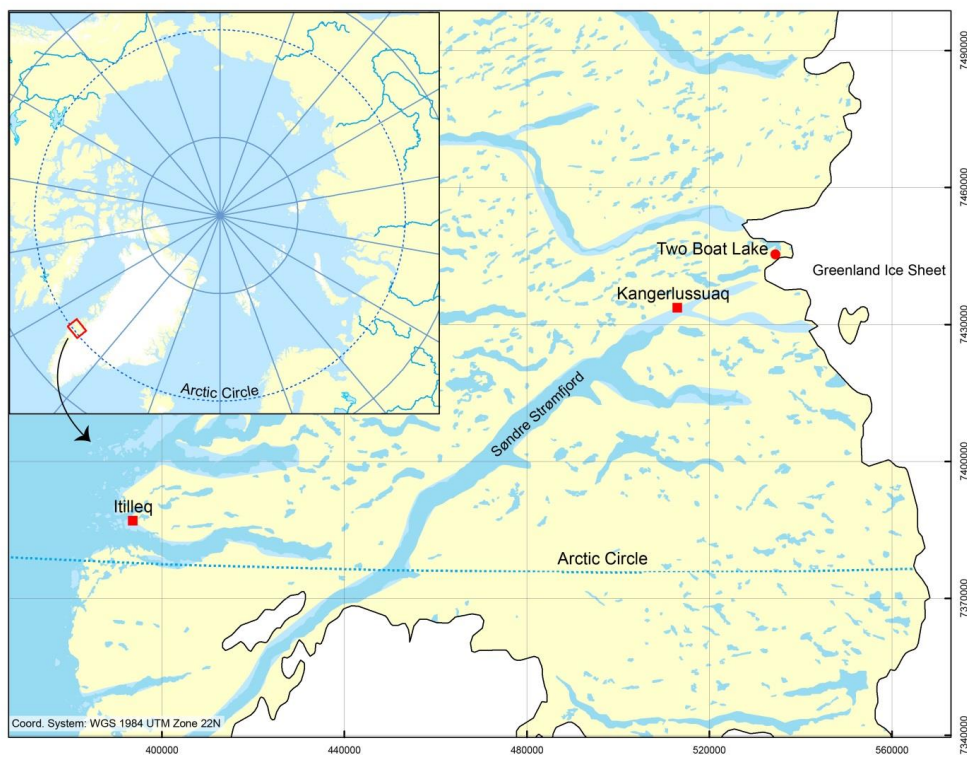 Arctic Circle
Two Boat Lake
Greenland Ice Sheet
Kangerlussuaq
Søndre Strømfjord
Itilleq
Arctic Circle
Coord. System: WGS 1984 UTM Zone 22N
400000
440000
480000
520000
560000
7490000
7460000
7430000
7400000
7370000
7340000